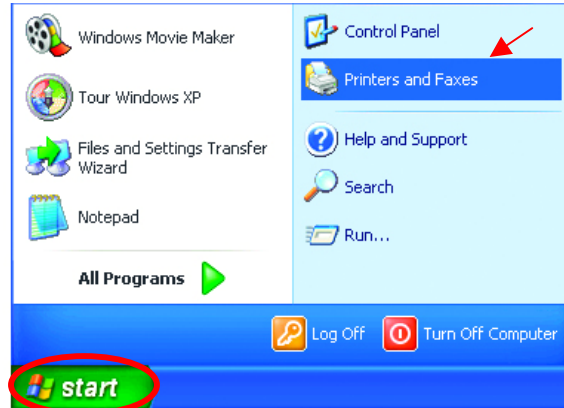 Windows Movie Maker
Tour Windows XP
Files and Settings Transfer
Wizard
Notepad
All Programs
Control Panel
Printers and Faxes
Help and Support
Search
Run...
Log Off
Turn Off Computer
start